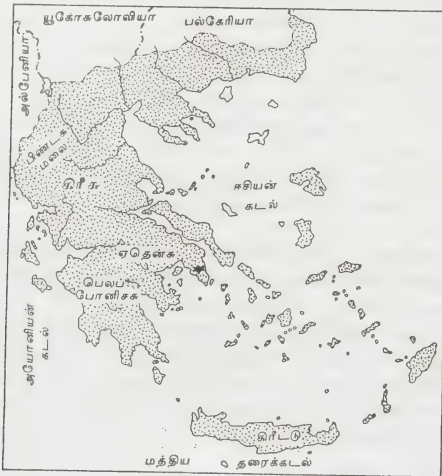 யூகோசுலோவியா
பல்கேரியா
அல்பேனியா
பிண்டசு
மலை
கிரீசு
ஈசியன்
கடல்
ஏதென்சு
பெலப்
போனிசசு
அயோனியன்
கடல்
கிரீட்டு
மத்திய தரைக்கடல்